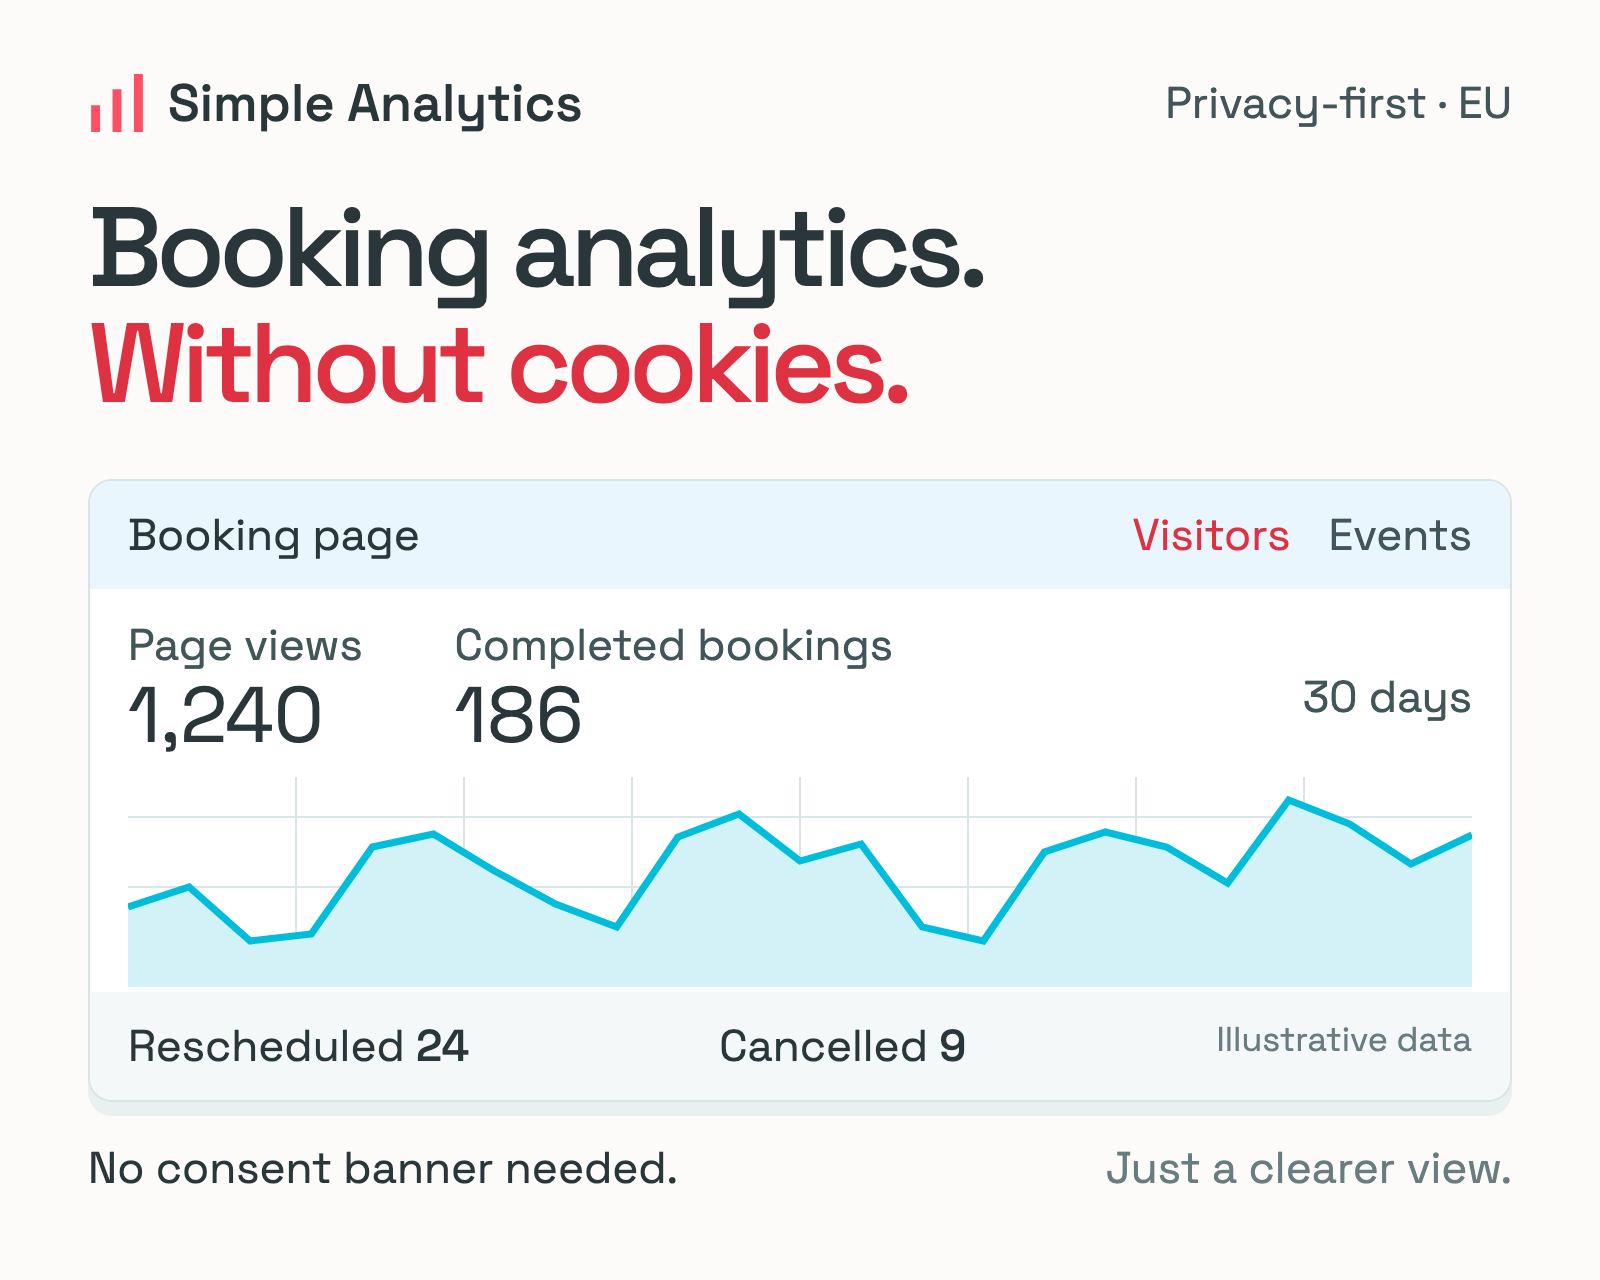 Simple Analytics
Privacy-first · EU
Booking analytics.
Without cookies.
Booking page
Visitors Events
Page views
1,240
Completed bookings
186
30 days
Rescheduled 24
Cancelled 9
Illustrative data
No consent banner needed.
Just a clearer view.